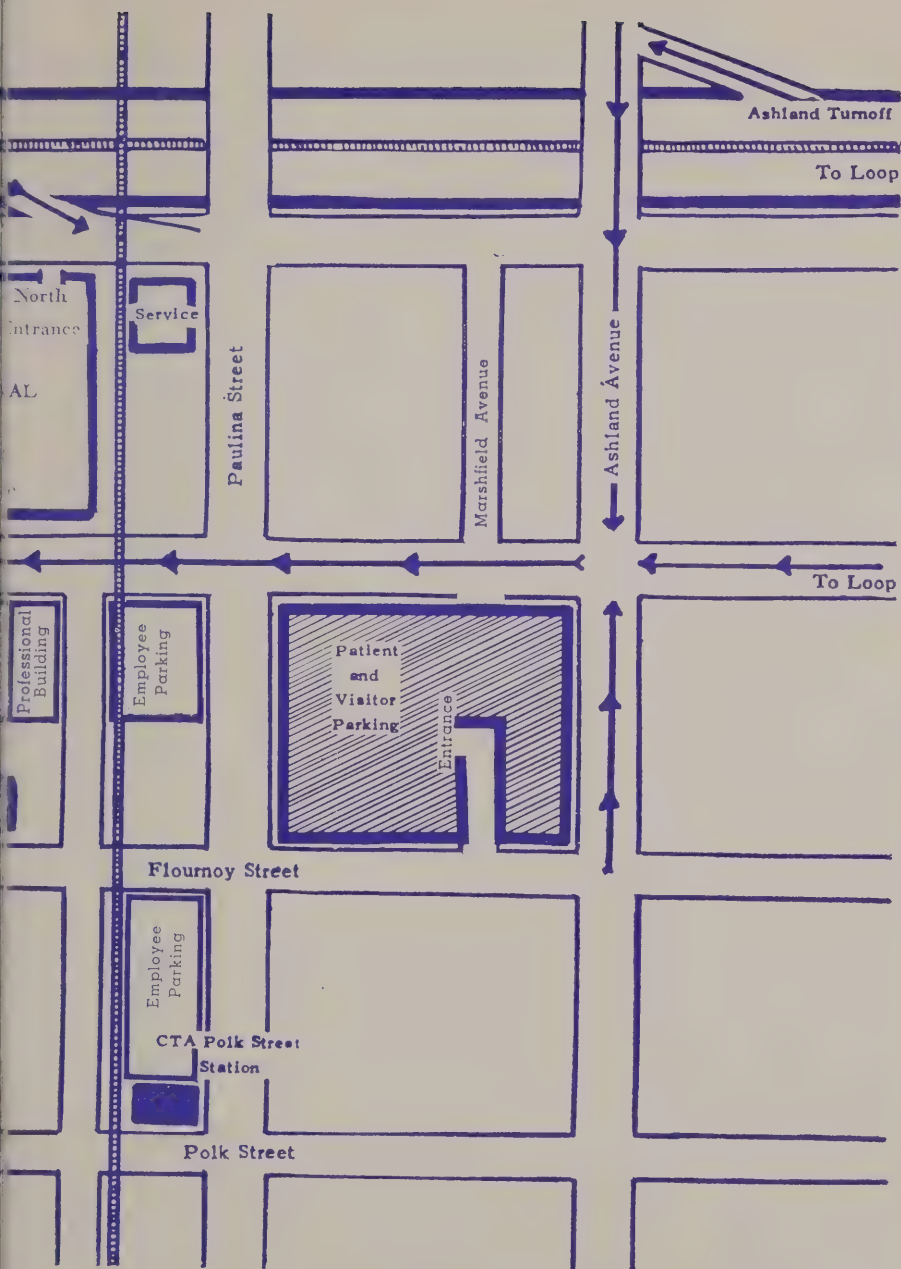 Ashland Turnoff
To Loop
North
Entrance
Service
AL
Paulina Street
Marshfield Avenue
Ashland Avenue
To Loop
Professional
Building
Employee
Parking
Patient
and
Visitor
Parking
Entrance
Flournoy Street
Employee
Parking
CTA Polk Street
Station
Polk Street